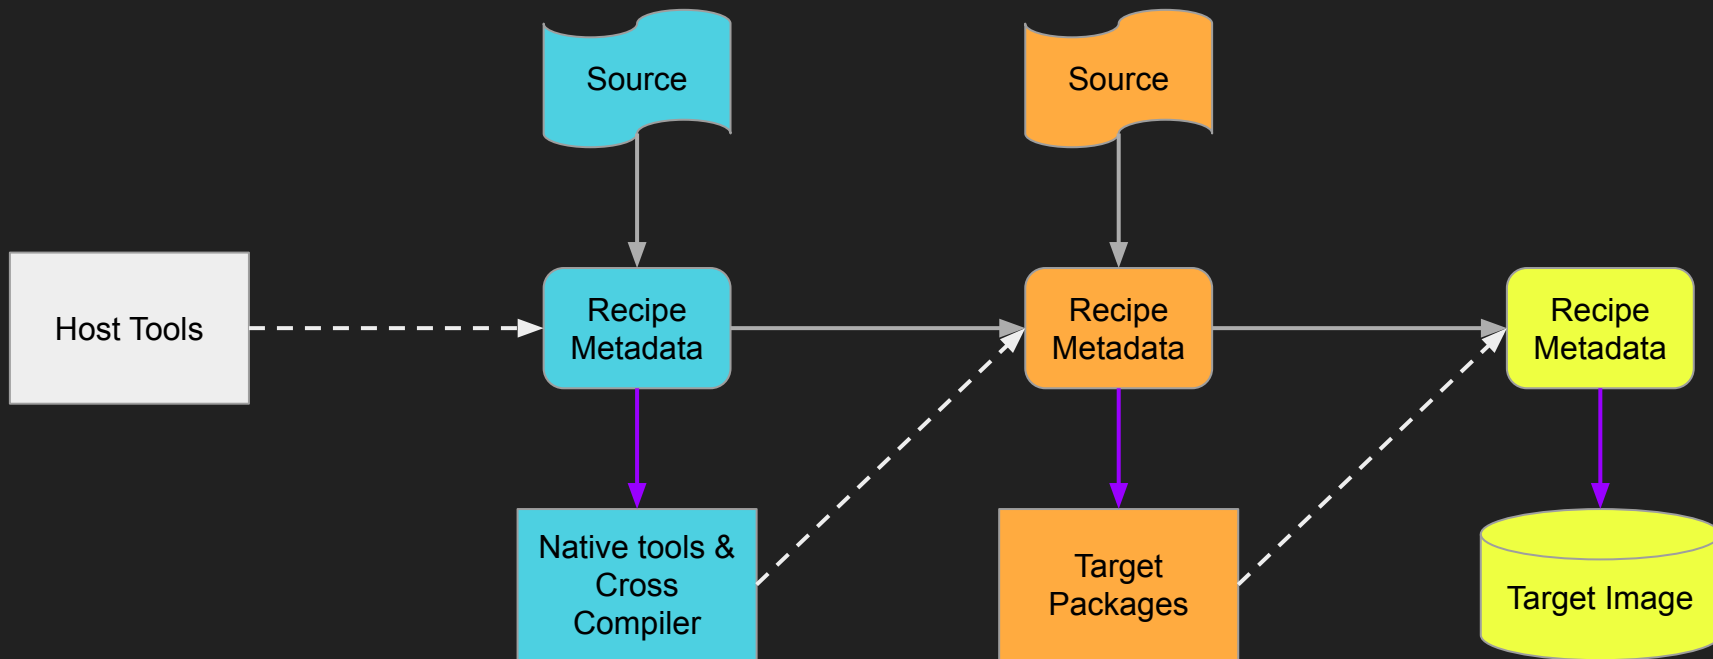 Source
Source
Host Tools
Recipe
Metadata
Recipe
Metadata
Recipe
Metadata
Native tools &
Cross
Compiler
Target
Packages
Target Image